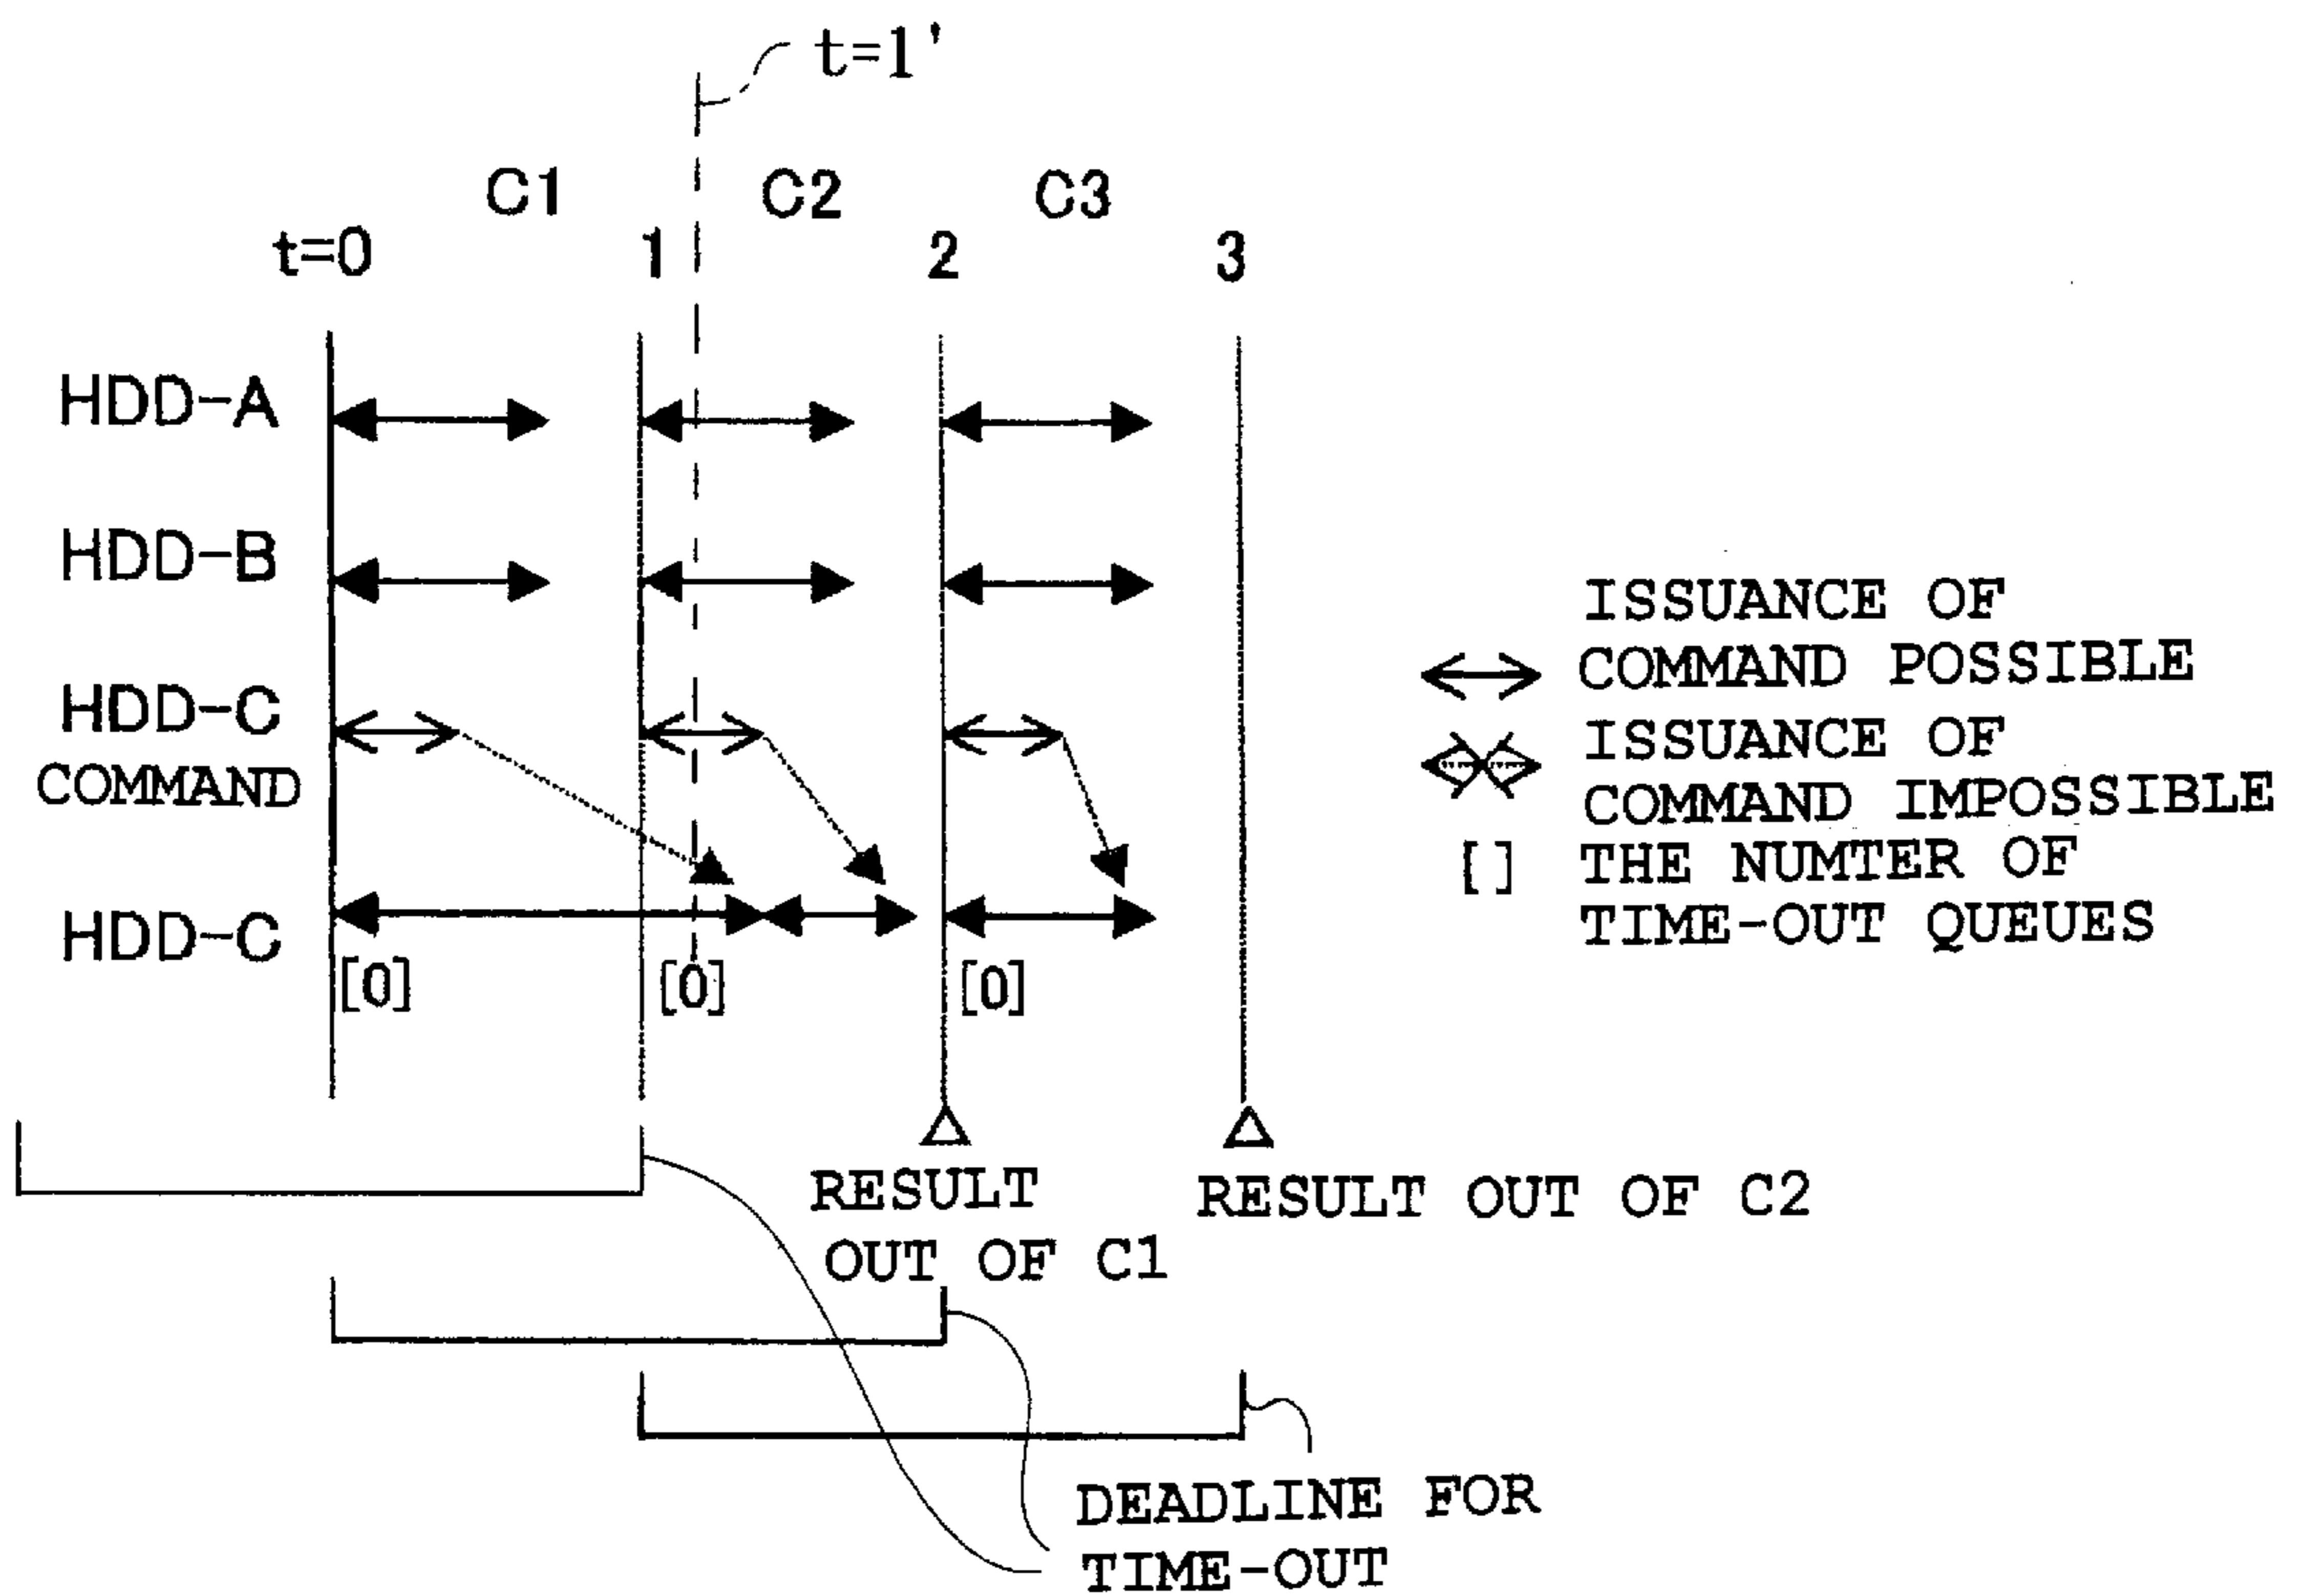 t=1'
C1 C2 C3
t=0 1 2 3
HDD-A
HDD-B
HDD-C
COMMAND
HDD-C
[0] [0] [0]
ISSUANCE OF
COMMAND POSSIBLE
ISSUANCE OF
COMMAND IMPOSSIBLE
[ ] THE NUMTER OF
TIME-OUT QUEUES
RESULT
OUT OF C1
RESULT OUT OF C2
DEADLINE FOR
TIME-OUT